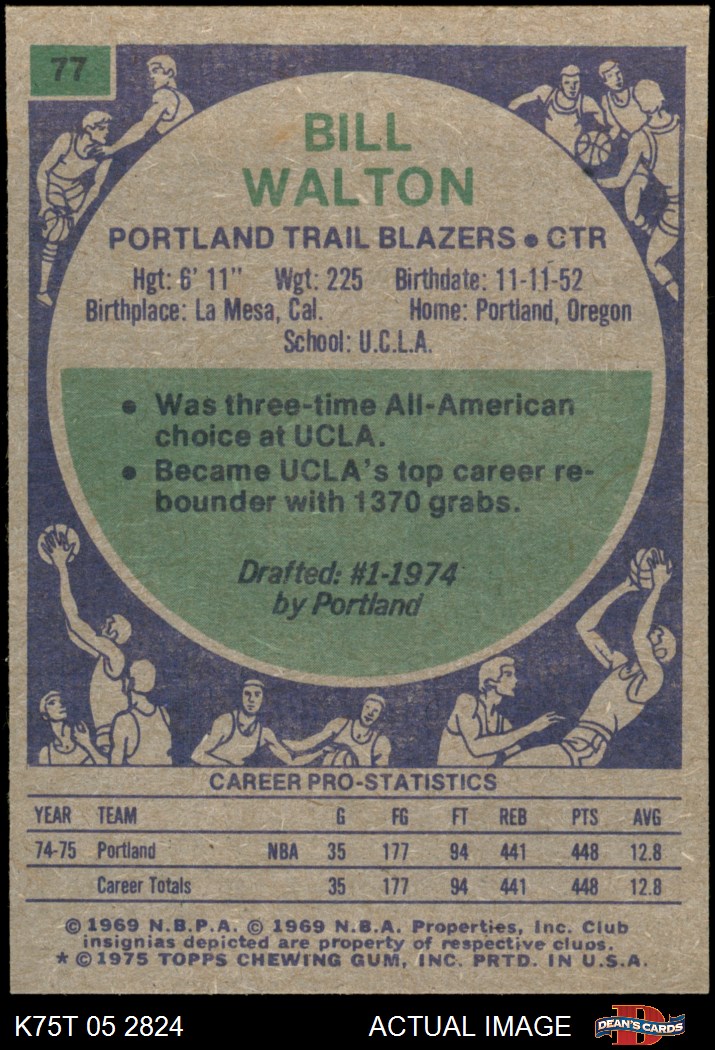 77
BILL
WALTON
PORTLAND TRAIL BLAZERS • CTR
Hgt: 6' 11" Wgt: 225 Birthdate: 11-11-52
Birthplace: La Mesa, Cal. Home: Portland, Oregon
School: U.C.L.A.
• Was three-time All-American
choice at UCLA.
• Became UCLA's top career re-
bounder with 1370 grabs.
Drafted: #1-1974
by Portland
CAREER PRO-STATISTICS
YEAR TEAM G FG FT REB PTS AVG
74-75 Portland NBA 35 177 94 441 448 12.8
Career Totals 35 177 94 441 448 12.8
© 1969 N.B.P.A. © 1969 N.B.A. Properties, Inc. Club
insignias depicted are property of respective clubs.
* © 1975 TOPPS CHEWING GUM, INC. PRTD. IN U.S.A.
K75T 05 2824 ACTUAL IMAGE D DEAN'S CARDS